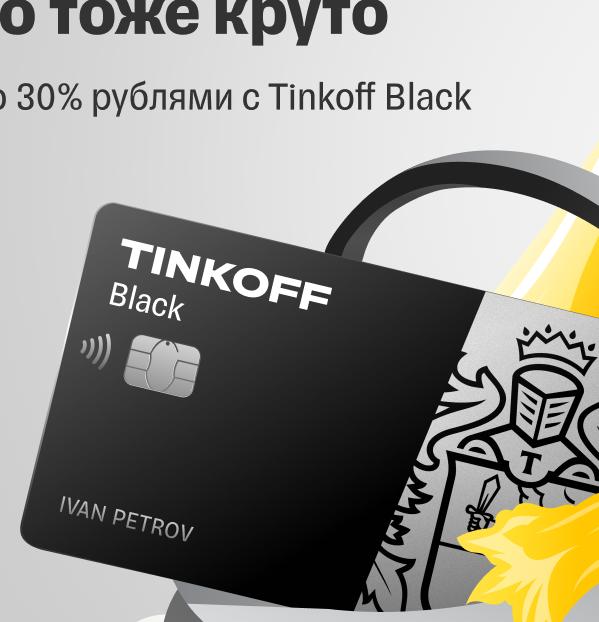 о тоже круто
о 30% рублями с Tinkoff Black
TINKOFF
Black
IVAN PETROV
T